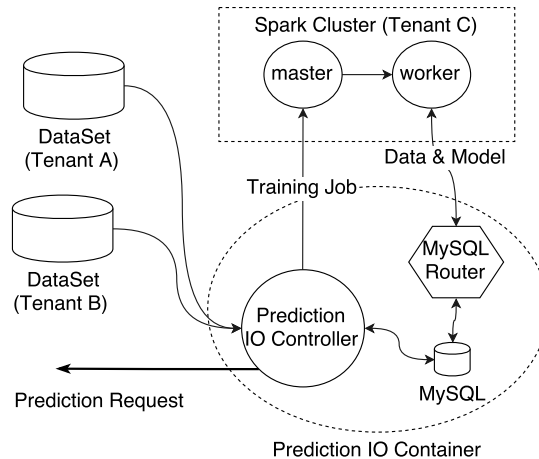 Spark Cluster (Tenant C)
master
worker
DataSet
(Tenant A)
Data & Model
Training Job
MySQL
Router
DataSet
(Tenant B)
Prediction
IO Controller
MySQL
Prediction Request
Prediction IO Container